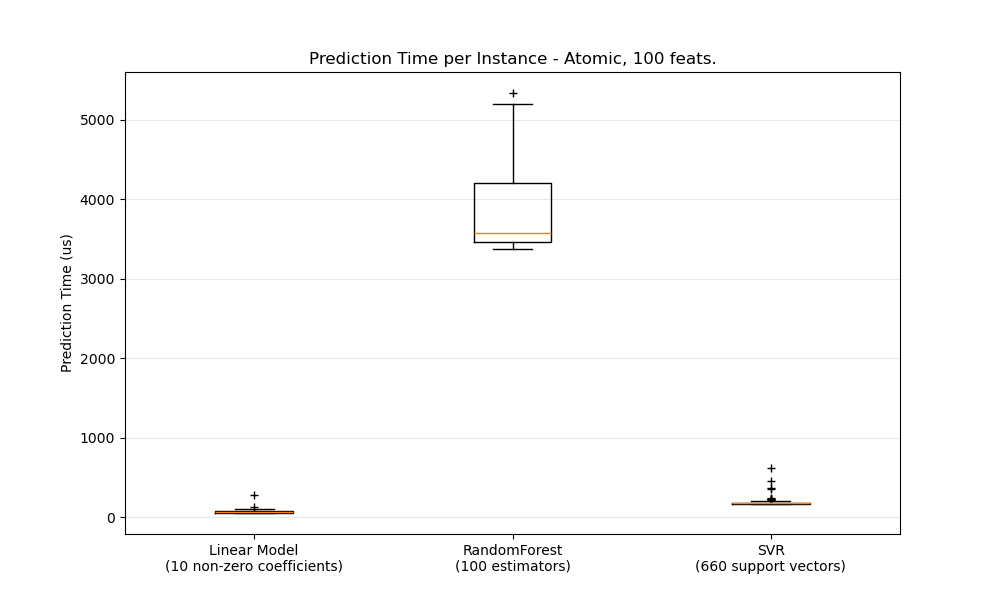 Prediction Time per Instance - Atomic, 100 feats.
Prediction Time (us)
5000
4000
3000
2000
1000
0
Linear Model
(10 non-zero coefficients)
RandomForest
(100 estimators)
SVR
(660 support vectors)